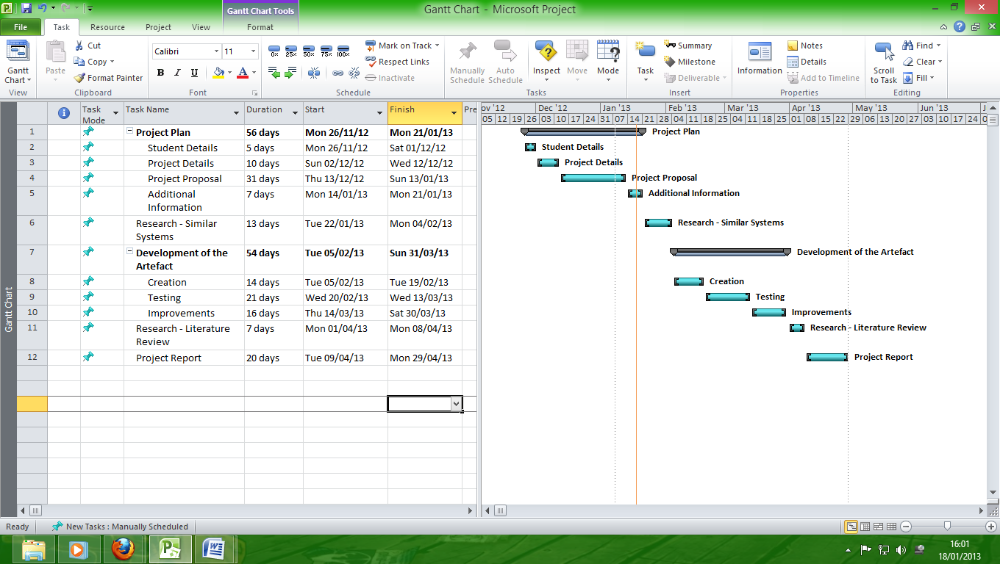 Gantt Chart Tools
Gantt Chart - Microsoft Project
File Task Resource Project View Format
Gantt Chart
View
Paste
Cut
Copy
Format Painter
Clipboard
Calibri 11
B I U A
Font
0% 25% 50% 75% 100%
Mark on Track
Respect Links
Inactivate
Schedule
Manually Schedule
Auto Schedule
Inspect
Move
Mode
Tasks
Task
Summary
Milestone
Deliverable
Insert
Information
Notes
Details
Add to Timeline
Properties
Scroll to Task
Find
Clear
Fill
Editing
Task Mode Task Name Duration Start Finish Pre
ov '12 Dec '12 Jan '13 Feb '13 Mar '13 Apr '13 May '13 Jun '13 J
05 12 19 26 03 10 17 24 31 07 14 21 28 04 11 18 25 04 11 18 25 01 08 15 22 29 06 13 20 27 03 10 17 24 0
1 Project Plan 56 days Mon 26/11/12 Mon 21/01/13 Project Plan
2 Student Details 5 days Mon 26/11/12 Sat 01/12/12 Student Details
3 Project Details 10 days Sun 02/12/12 Wed 12/12/12 Project Details
4 Project Proposal 31 days Thu 13/12/12 Sun 13/01/13 Project Proposal
5 Additional 7 days Mon 14/01/13 Mon 21/01/13 Additional Information
Information
6 Research - Similar 13 days Tue 22/01/13 Mon 04/02/13 Research - Similar Systems
Systems
7 Development of the 54 days Tue 05/02/13 Sun 31/03/13 Development of the Artefact
Artefact
8 Creation 14 days Tue 05/02/13 Tue 19/02/13 Creation
9 Testing 21 days Wed 20/02/13 Wed 13/03/13 Testing
10 Improvements 16 days Thu 14/03/13 Sat 30/03/13 Improvements
11 Research - Literature 7 days Mon 01/04/13 Mon 08/04/13 Research - Literature Review
Review
12 Project Report 20 days Tue 09/04/13 Mon 29/04/13 Project Report
Gantt Chart
Ready New Tasks : Manually Scheduled
16:01
18/01/2013